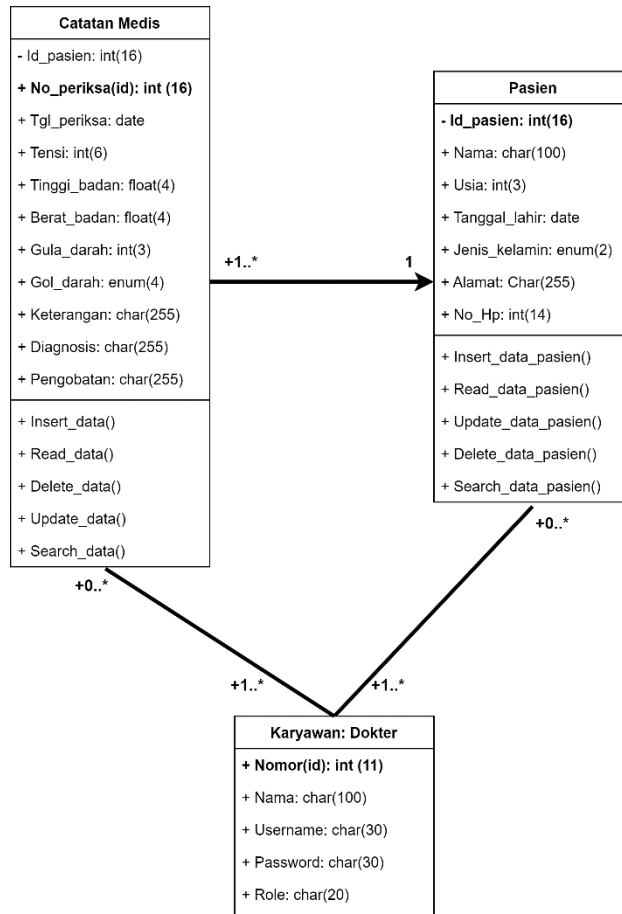 Catatan Medis
- Id_pasien: int(16)
+ No_periksa(id): int (16)
+ Tgl_periksa: date
+ Tensi: int(6)
+ Tinggi_badan: float(4)
+ Berat_badan: float(4)
+ Gula_darah: int(3)
+ Gol_darah: enum(4)
+ Keterangan: char(255)
+ Diagnosis: char(255)
+ Pengobatan: char(255)
+ Insert_data()
+ Read_data()
+ Delete_data()
+ Update_data()
+ Search_data()
+1..*
1
Pasien
- Id_pasien: int(16)
+ Nama: char(100)
+ Usia: int(3)
+ Tanggal_lahir: date
+ Jenis_kelamin: enum(2)
+ Alamat: Char(255)
+ No_Hp: int(14)
+ Insert_data_pasien()
+ Read_data_pasien()
+ Update_data_pasien()
+ Delete_data_pasien()
+ Search_data_pasien()
+0..*
+0..*
+1..*
+1..*
Karyawan: Dokter
+ Nomor(id): int (11)
+ Nama: char(100)
+ Username: char(30)
+ Password: char(30)
+ Role: char(20)